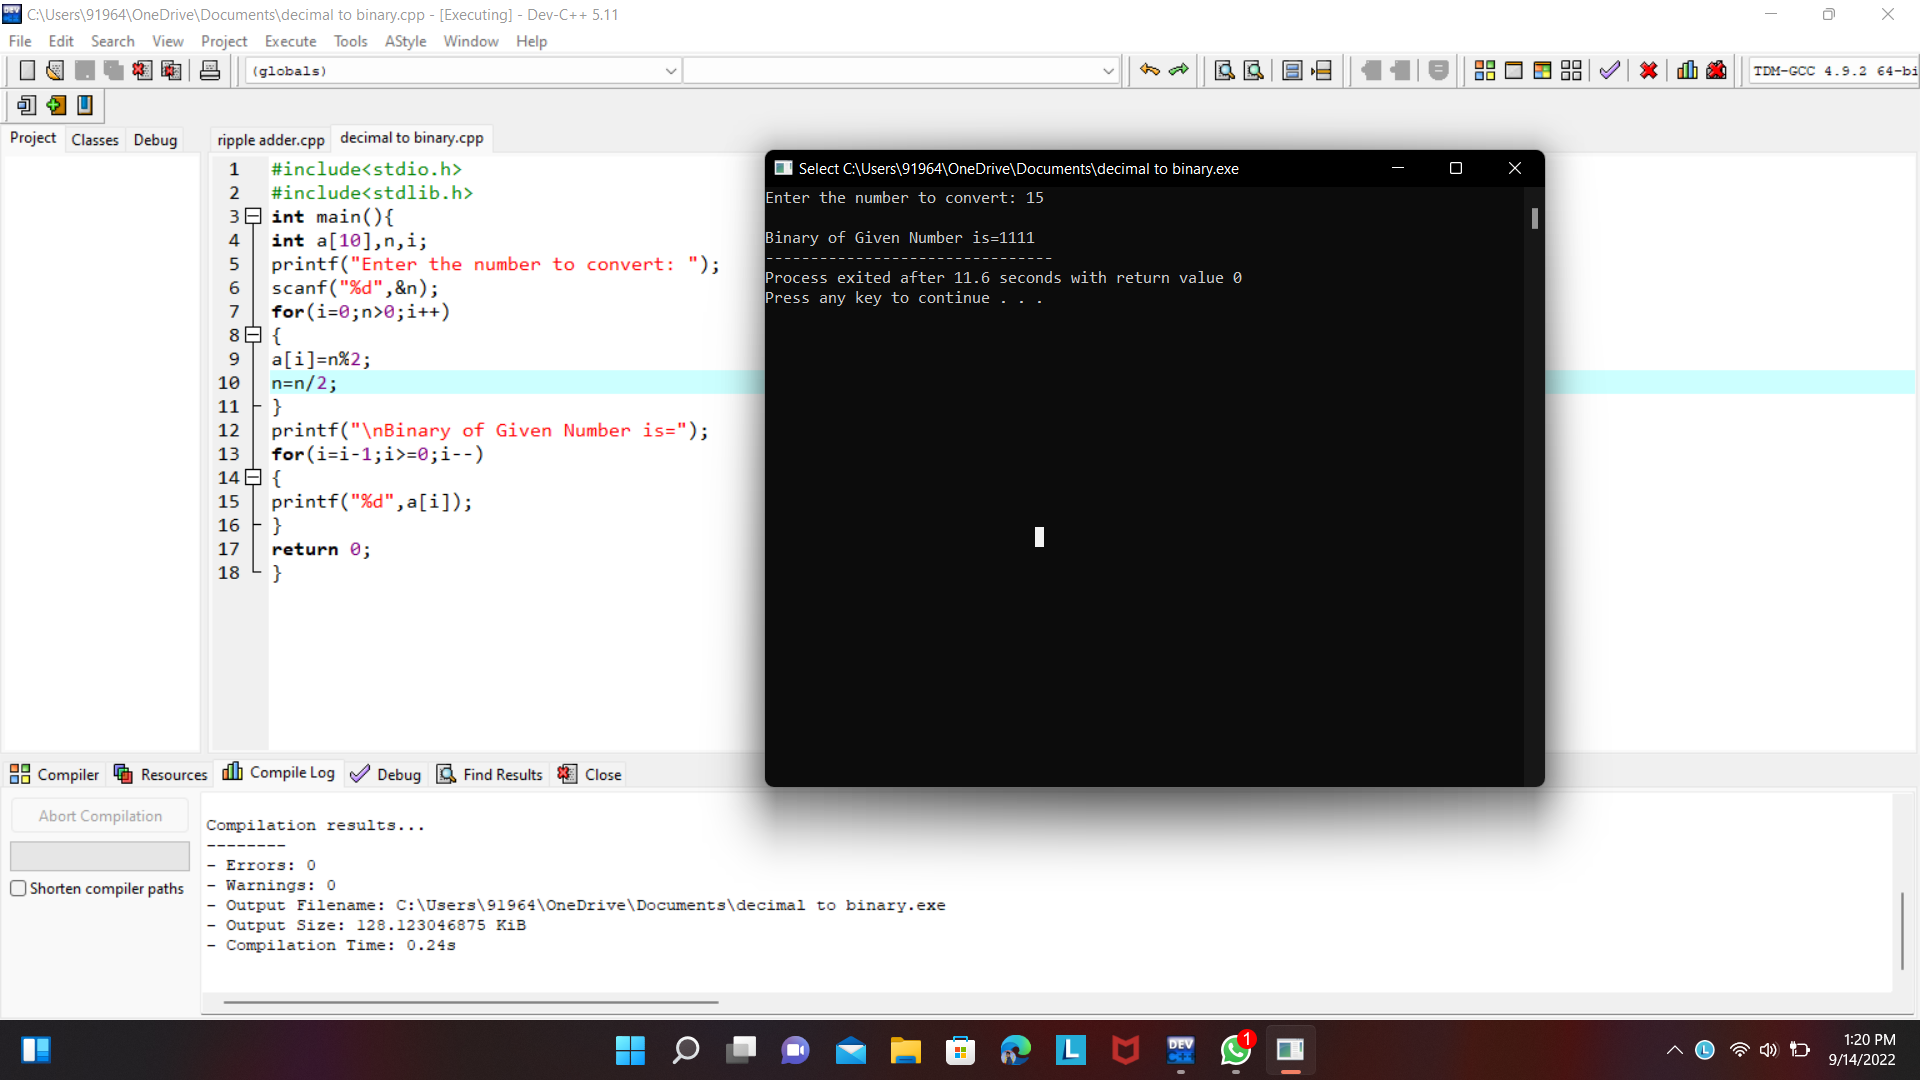 C:\Users\91964\OneDrive\Documents\decimal to binary.cpp - [Executing] - Dev-C++ 5.11
File Edit Search View Project Execute Tools AStyle Window Help
(globals)
TDM-GCC 4.9.2 64-bi
Project Classes Debug
ripple adder.cpp decimal to binary.cpp
1 #include<stdio.h>
2 #include<stdlib.h>
3 int main(){
4 int a[10],n,i;
5 printf("Enter the number to convert: ");
6 scanf("%d",&n);
7 for(i=0;n>0;i++)
8 {
9 a[i]=n%2;
10 n=n/2;
11 }
12 printf("\nBinary of Given Number is=");
13 for(i=i-1;i>=0;i--)
14 {
15 printf("%d",a[i]);
16 }
17 return 0;
18 }
Select C:\Users\91964\OneDrive\Documents\decimal to binary.exe
Enter the number to convert: 15
Binary of Given Number is=1111
--------------------------------
Process exited after 11.6 seconds with return value 0
Press any key to continue . . .
Compiler Resources Compile Log Debug Find Results Close
Abort Compilation
Shorten compiler paths
Compilation results...
--------
- Errors: 0
- Warnings: 0
- Output Filename: C:\Users\91964\OneDrive\Documents\decimal to binary.exe
- Output Size: 128.123046875 KiB
- Compilation Time: 0.24s
L
DEV
C++
1
L
1:20 PM
9/14/2022